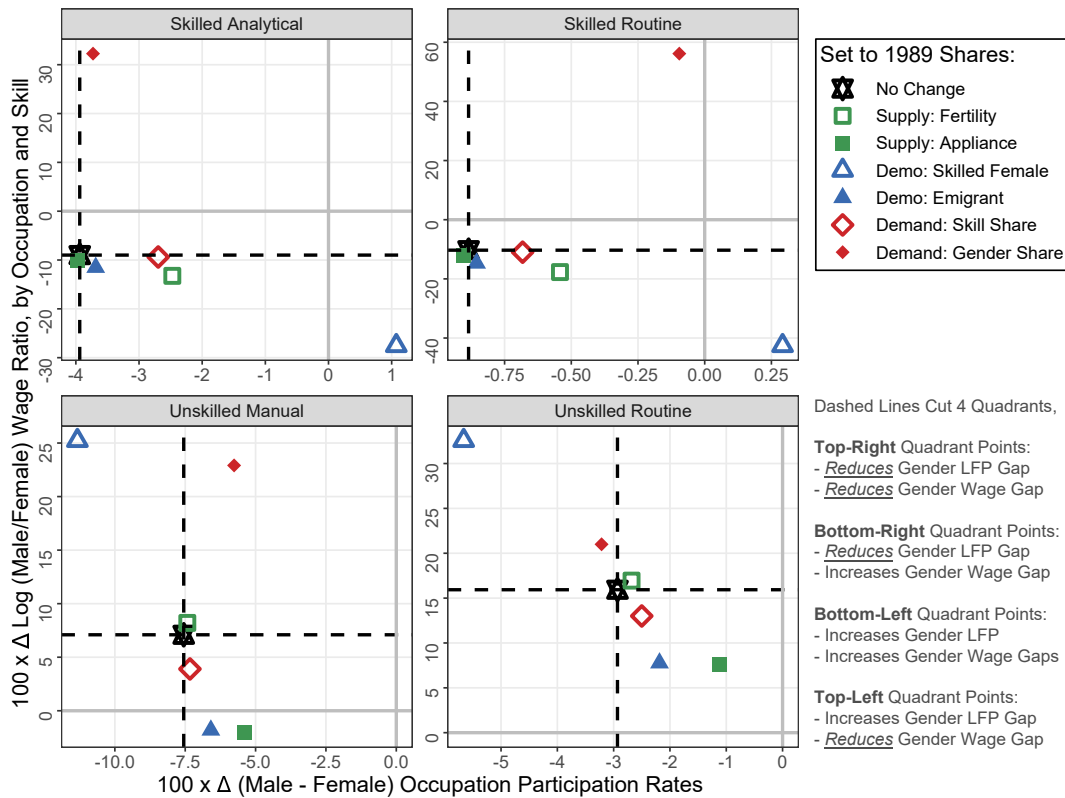 Skilled Analytical
Skilled Routine
30
20
10
0
-10
-20
-30
-4
-3
-2
-1
0
1
60
40
20
0
-20
-40
-0.75
-0.50
-0.25
0.00
0.25
Set to 1989 Shares:
No Change
Supply: Fertility
Supply: Appliance
Demo: Skilled Female
Demo: Emigrant
Demand: Skill Share
Demand: Gender Share
100 x Δ Log (Male/Female) Wage Ratio, by Occupation and Skill
Unskilled Manual
Unskilled Routine
25
20
15
10
5
0
-10.0
-7.5
-5.0
-2.5
0.0
30
25
20
15
10
5
0
-5
-4
-3
-2
-1
0
100 x Δ (Male - Female) Occupation Participation Rates
Dashed Lines Cut 4 Quadrants,
Top-Right Quadrant Points:
- Reduces Gender LFP Gap
- Reduces Gender Wage Gap
Bottom-Right Quadrant Points:
- Reduces Gender LFP Gap
- Increases Gender Wage Gap
Bottom-Left Quadrant Points:
- Increases Gender LFP
- Increases Gender Wage Gaps
Top-Left Quadrant Points:
- Increases Gender LFP Gap
- Reduces Gender Wage Gap